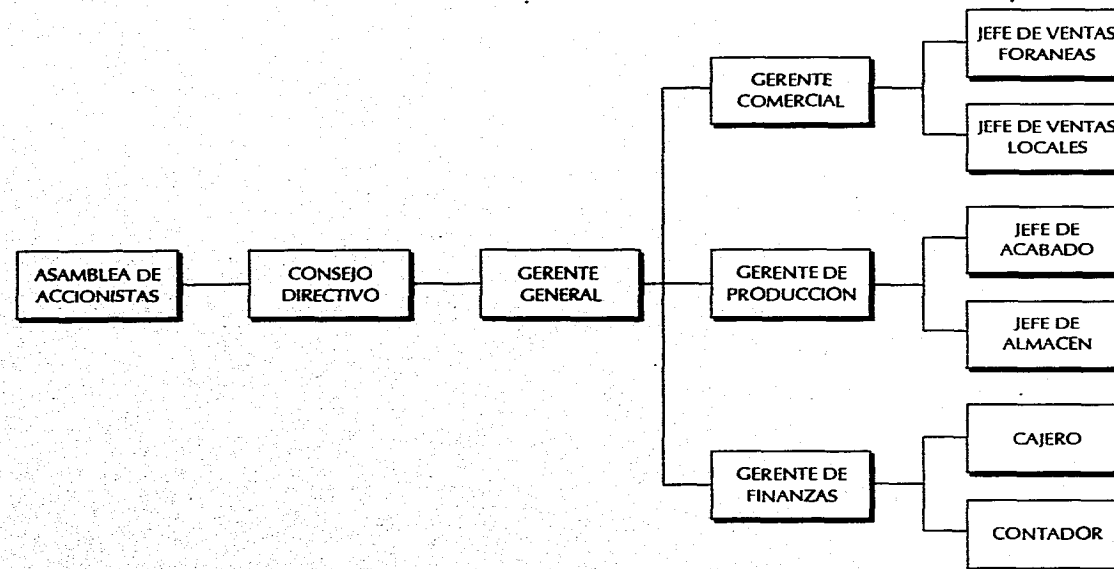 ASAMBLEA DE
ACCIONISTAS
CONSEJO
DIRECTIVO
GERENTE
GENERAL
GERENTE
COMERCIAL
JEFE DE VENTAS
FORANEAS
JEFE DE VENTAS
LOCALES
GERENTE DE
PRODUCCION
JEFE DE
ACABADO
JEFE DE
ALMACEN
GERENTE DE
FINANZAS
CAJERO
CONTADOR